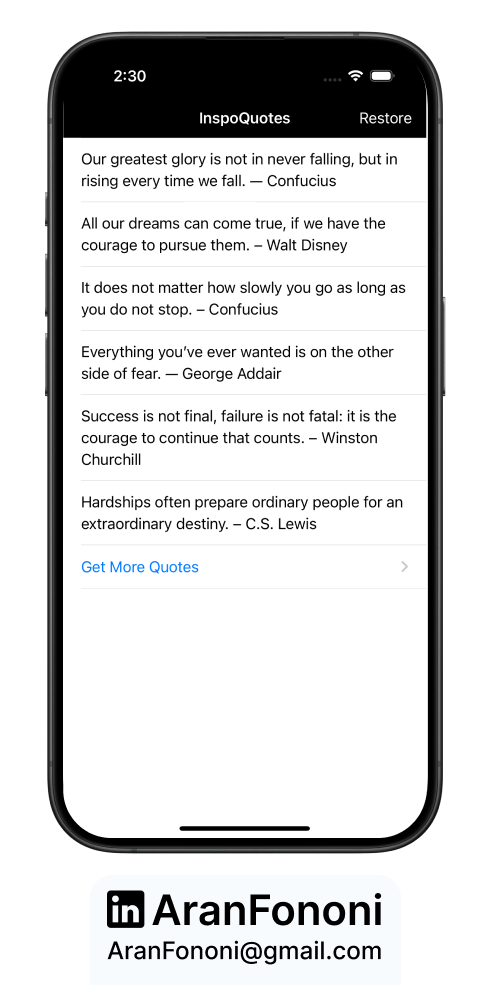 2:30
InspoQuotes
Restore
Our greatest glory is not in never falling, but in
rising every time we fall. — Confucius
All our dreams can come true, if we have the
courage to pursue them. – Walt Disney
It does not matter how slowly you go as long as
you do not stop. – Confucius
Everything you’ve ever wanted is on the other
side of fear. — George Addair
Success is not final, failure is not fatal: it is the
courage to continue that counts. – Winston
Churchill
Hardships often prepare ordinary people for an
extraordinary destiny. – C.S. Lewis
Get More Quotes
in AranFononi
AranFononi@gmail.com